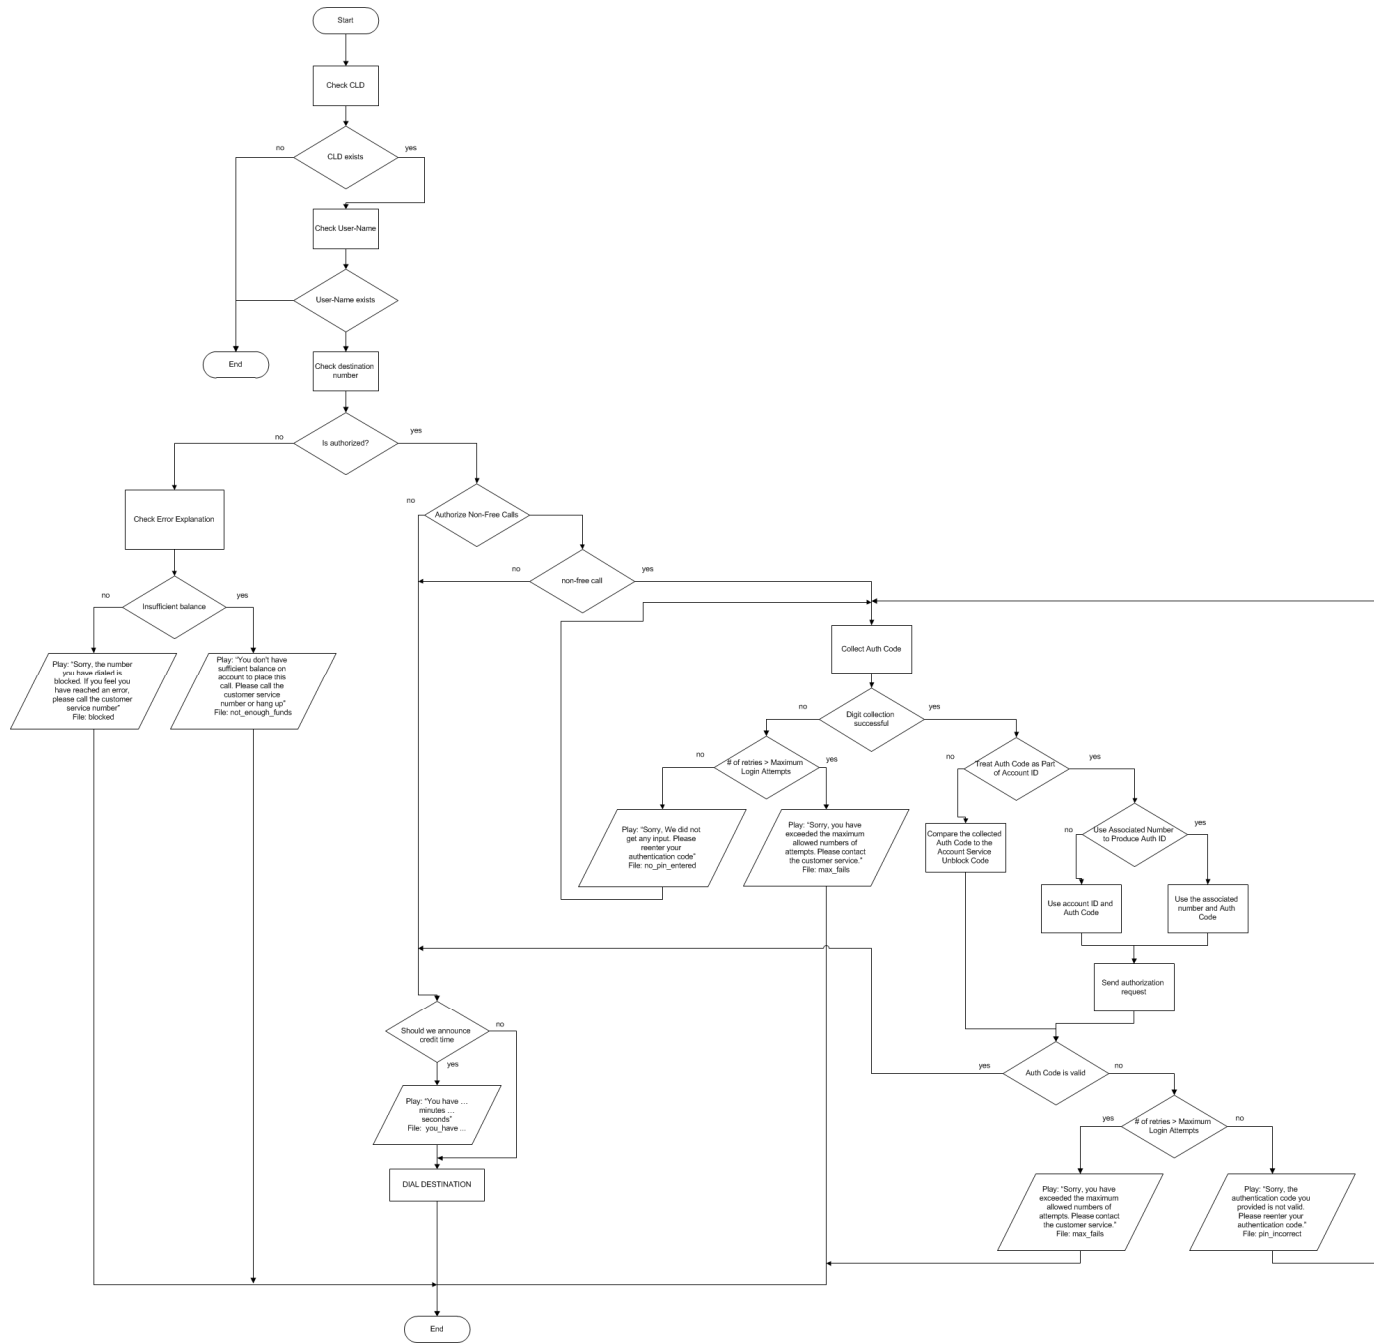 Start
Check CLD
no
yes
CLD exists
Check User-Name
User-Name exists
End
Check destination
number
no
yes
Is authorized?
no
Authorize Non-Free Calls
Check Error Explanation
no
yes
non-free call
no
yes
Insufficient balance
Collect Auth Code
Play: “Sorry, the number
you have dialed is
blocked. If you feel you
have reached an error,
please call the customer
service number”
File: blocked
Play: “You don't have
sufficient balance on
account to place this
call. Please call the
customer service
number or hang up”
File: not_enough_funds
no
yes
Digit collection
successful
no
yes
# of retries > Maximum
Login Attempts
no
yes
Treat Auth Code as Part
of Account ID
Play: “Sorry, We did not
get any input. Please
reenter your
authentication code”
File: no_pin_entered
Play: “Sorry, you have
exceeded the maximum
allowed numbers of
attempts. Please contact
the customer service.”
File: max_fails
Compare the collected
Auth Code to the
Account Service
Unblock Code
no
yes
Use Associated Number
to Produce Auth ID
Use account ID and
Auth Code
Use the associated
number and Auth
Code
Send authorization
request
Should we announce
credit time
no
yes
yes
no
Auth Code is valid
Play: “You have ...
minutes ...
seconds”
File: you_have ...
yes
no
# of retries > Maximum
Login Attempts
DIAL DESTINATION
Play: “Sorry, you have
exceeded the maximum
allowed numbers of
attempts. Please contact
the customer service.”
File: max_fails
Play: “Sorry, the
authentication code you
provided is not valid.
Please reenter your
authentication code.”
File: pin_incorrect
End